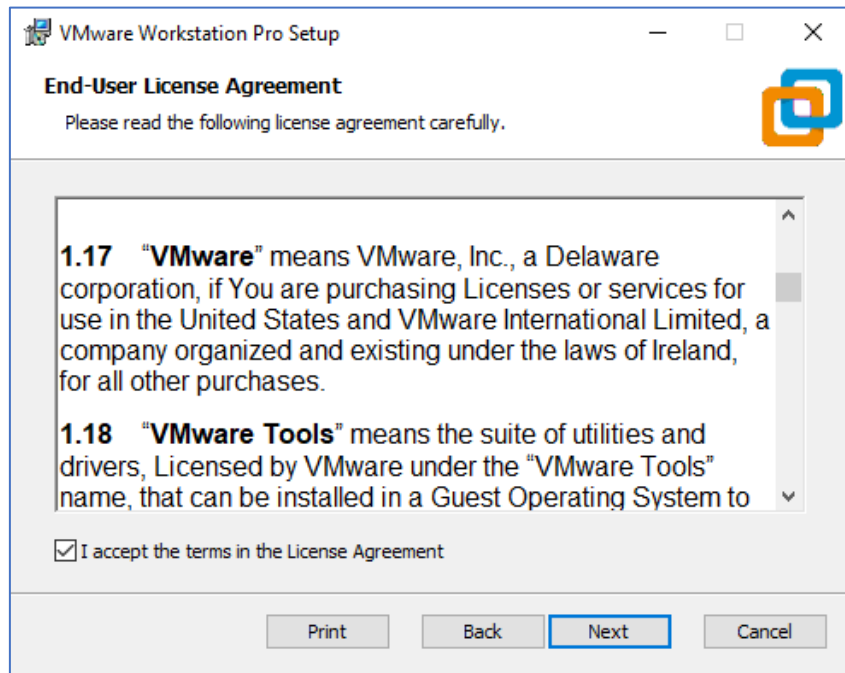 VMware Workstation Pro Setup
End-User License Agreement
Please read the following license agreement carefully.
1.17 “VMware” means VMware, Inc., a Delaware
corporation, if You are purchasing Licenses or services for
use in the United States and VMware International Limited, a
company organized and existing under the laws of Ireland,
for all other purchases.
1.18 “VMware Tools” means the suite of utilities and
drivers, Licensed by VMware under the “VMware Tools”
name, that can be installed in a Guest Operating System to
I accept the terms in the License Agreement
Print Back Next Cancel